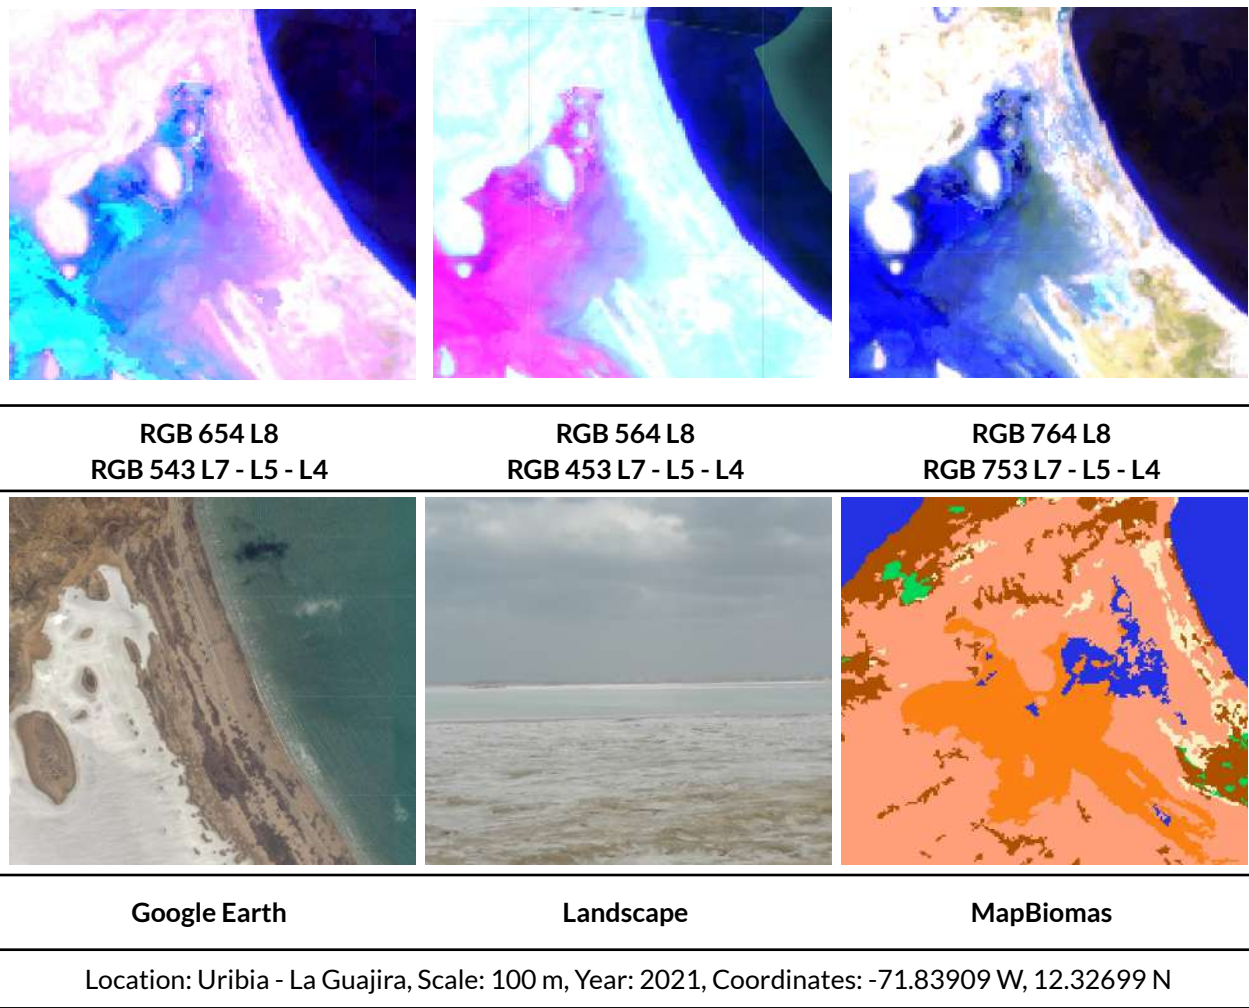 RGB 654 L8
RGB 543 L7 - L5 - L4
RGB 564 L8
RGB 453 L7 - L5 - L4
RGB 764 L8
RGB 753 L7 - L5 - L4
Google Earth
Landscape
MapBiomas
Location: Uribia - La Guajira, Scale: 100 m, Year: 2021, Coordinates: -71.83909 W, 12.32699 N